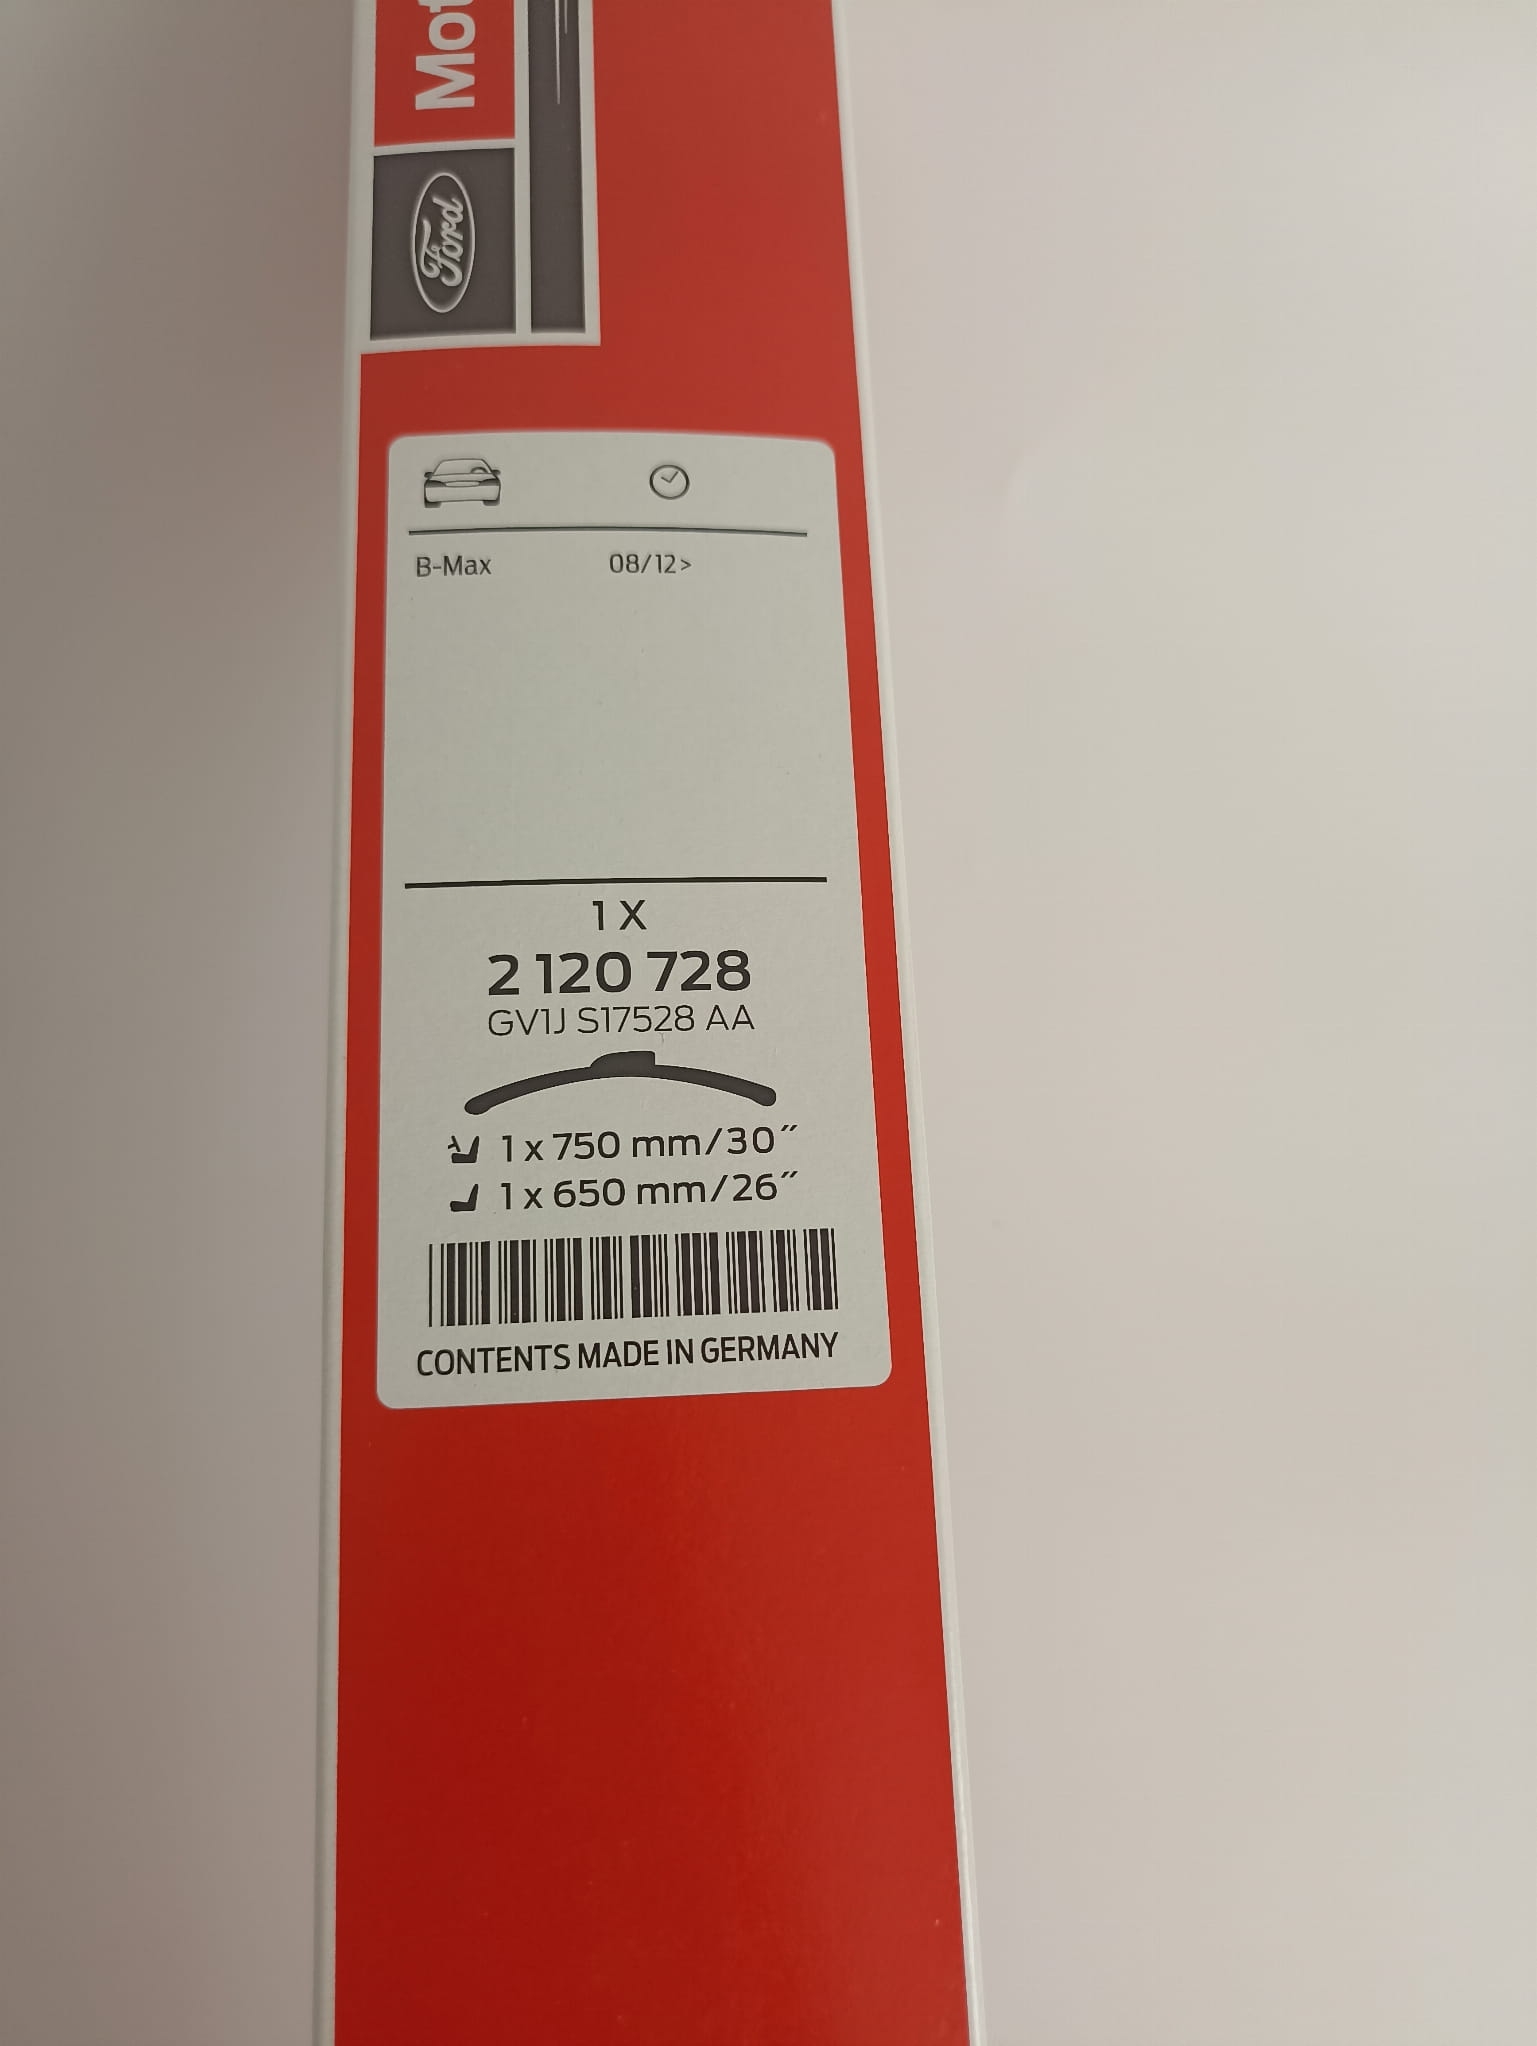 Mot
Ford
B-Max 08/12>
1 X
2 120 728
GV1J S17528 AA
1 x 750 mm/30″
1 x 650 mm/26″
CONTENTS MADE IN GERMANY